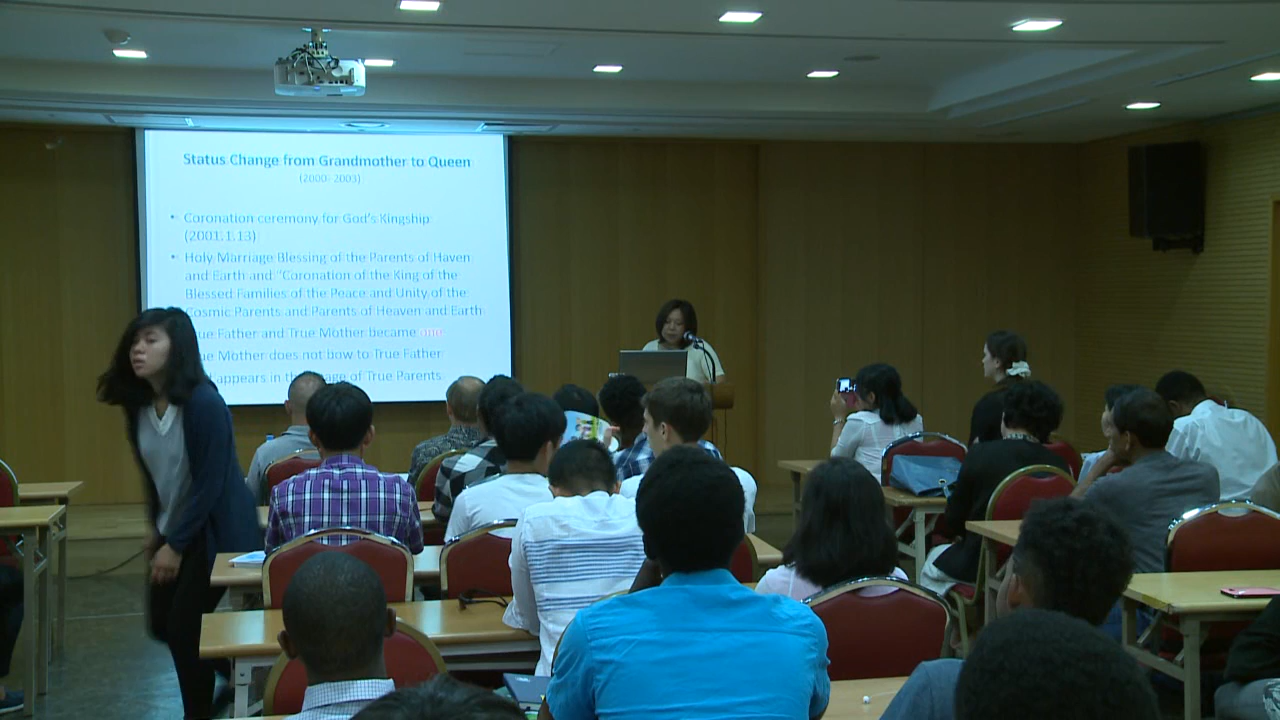 Status Change from Grandmother to Queen
(2000- 2003)
• Coronation ceremony for God's Kingship
(2001.1.13)
• Holy Marriage Blessing of the Parents of Haven
and Earth and "Coronation of the King of the
Blessed Families of the Peace and Unity of the
Cosmic Parents and Parents of Heaven and Earth
Father and True Mother became one
Mother does not bow to True Father
appears in the image of True Parents